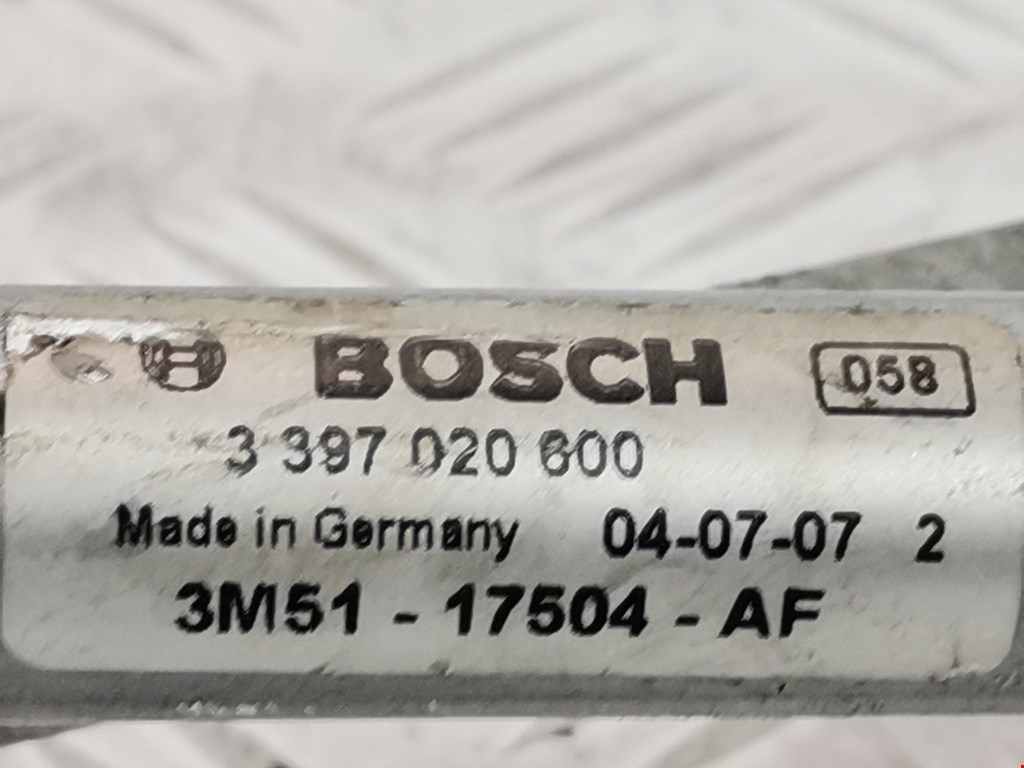 BOSCH 058
3 397 020 600
Made in Germany 04-07-07 2
3M51 - 17504 - AF